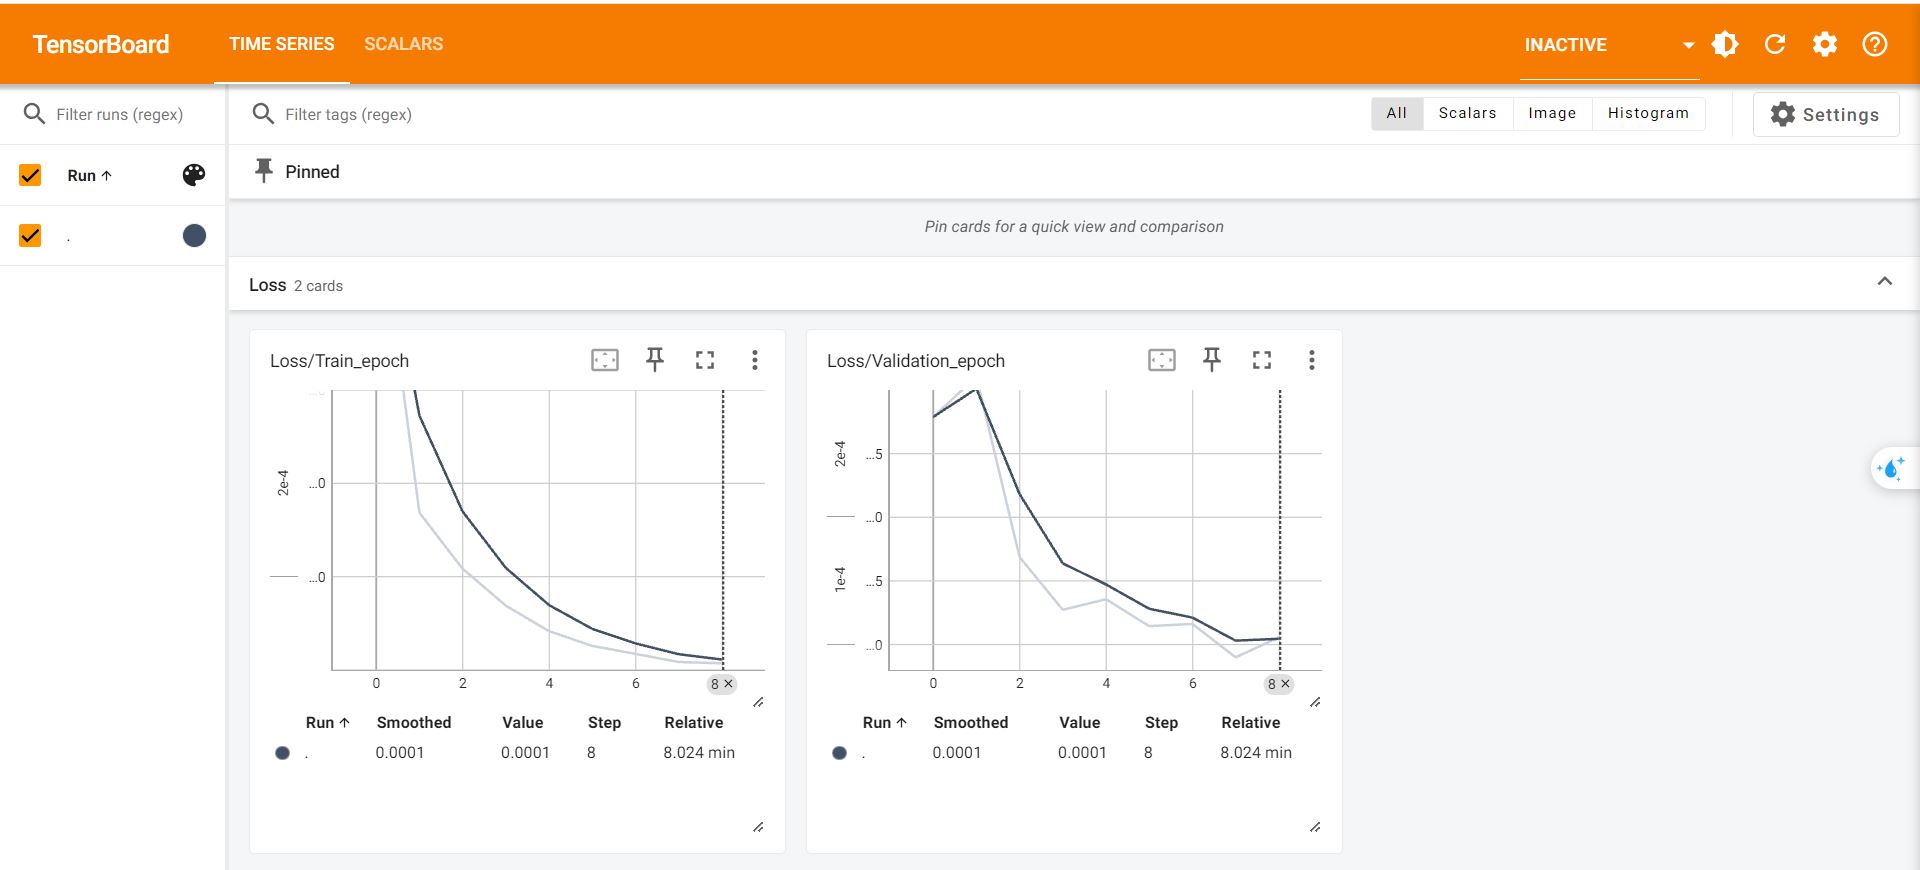 TensorBoard TIME SERIES SCALARS INACTIVE
Filter runs (regex)
Filter tags (regex)
All Scalars Image Histogram Settings
Run ↑
.
Pinned
Pin cards for a quick view and comparison
Loss 2 cards
Loss/Train_epoch
2e-4
...0
...0
0 2 4 6 8 ×
Run ↑ Smoothed Value Step Relative
. 0.0001 0.0001 8 8.024 min
Loss/Validation_epoch
2e-4
...5
...0
1e-4
...5
...0
0 2 4 6 8 ×
Run ↑ Smoothed Value Step Relative
. 0.0001 0.0001 8 8.024 min